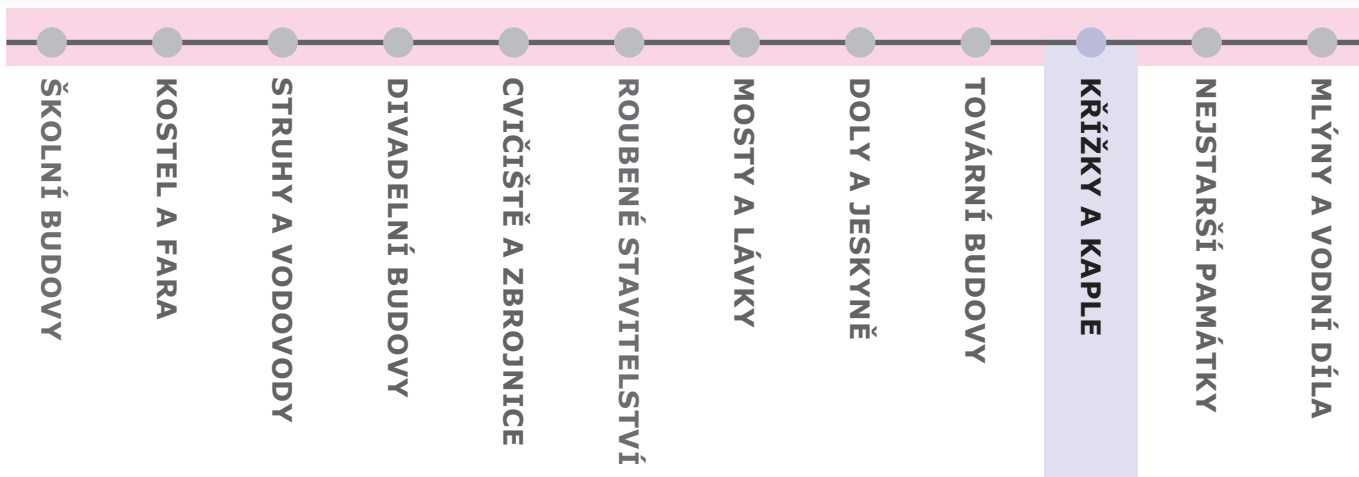 ŠKOLNÍ BUDOVY
KOSTEL A FARA
STRUHY A VODOVODY
DIVADELNÍ BUDOVY
CVIČIŠTĚ A ZBROJNICE
ROUBENÉ STAVITELSTVÍ
MOSTY A LÁVKY
DOLY A JESKYNĚ
TOVÁRNÍ BUDOVY
KŘÍŽKY A KAPLE
NEJSTARŠÍ PAMÁTKY
MLÝNY A VODNÍ DÍLA